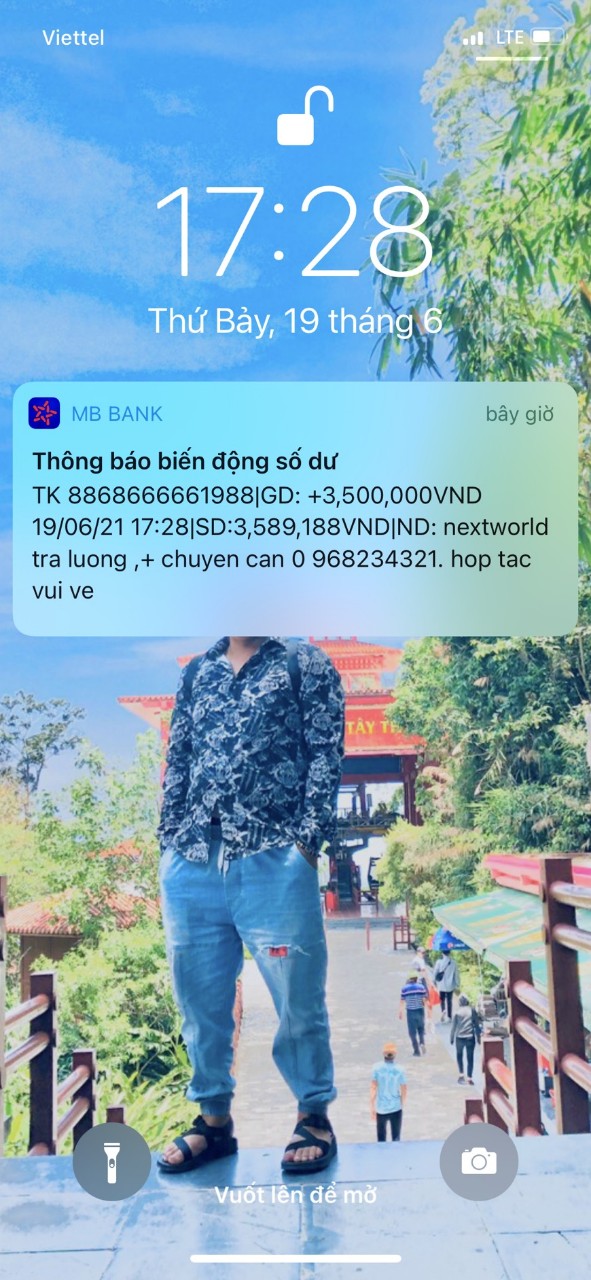 Viettel LTE
17:28
Thứ Bảy, 19 tháng 6
MB BANK bây giờ
Thông báo biến động số dư
TK 8868666661988|GD: +3,500,000VND
19/06/21 17:28|SD:3,589,188VND|ND: nextworld
tra luong ,+ chuyen can 0 968234321. hop tac
vui ve
TÂY
Vuốt lên để mở